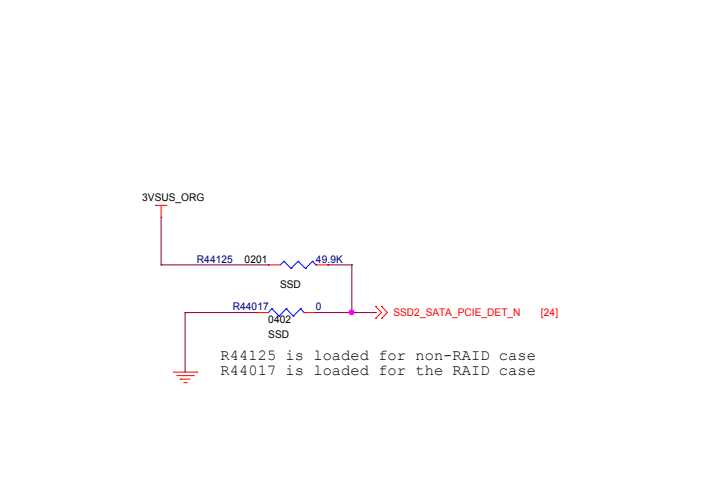 3VSUS_ORG
R44125 0201 49.9K
SSD
R44017 0
0402
SSD2_SATA_PCIE_DET_N [24]
SSD
R44125 is loaded for non-RAID case
R44017 is loaded for the RAID case